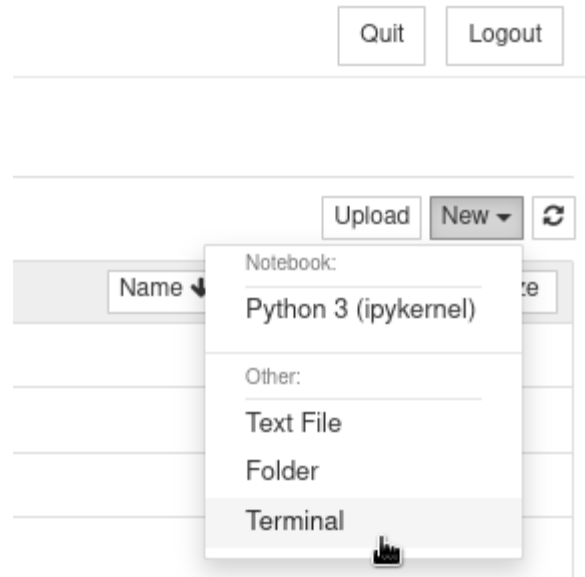 Quit Logout
Upload New
Name
Notebook:
Python 3 (ipykernel)
Other:
Text File
Folder
Terminal